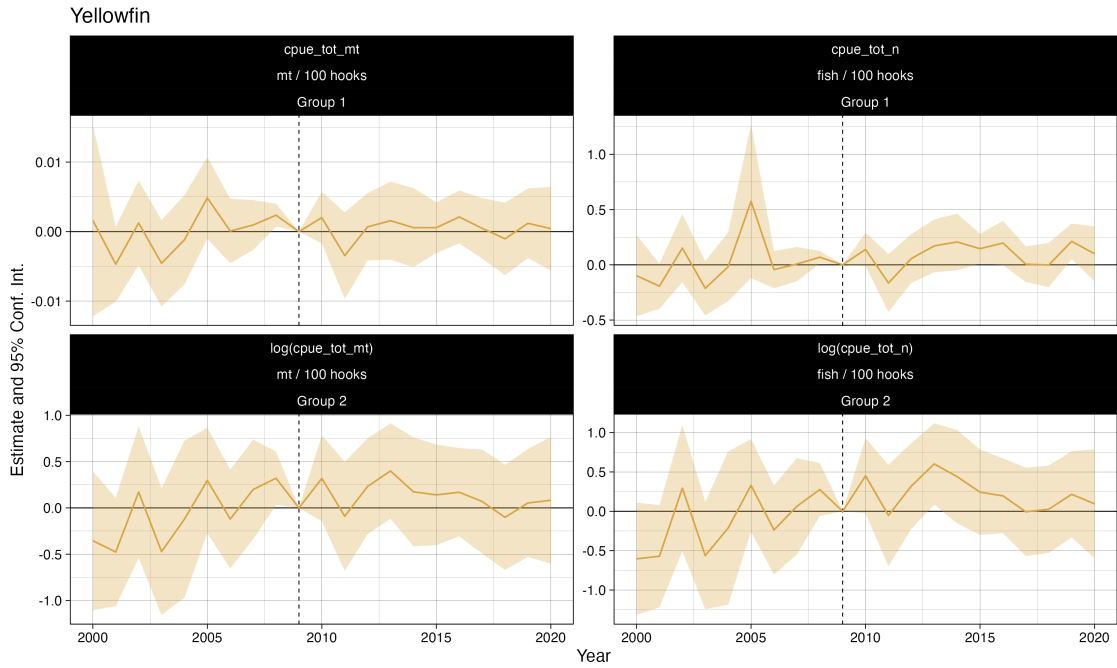 Yellowfin
cpue_tot_mt
mt / 100 hooks
Group 1
cpue_tot_n
fish / 100 hooks
Group 1
0.01
0.00
-0.01
1.0
0.5
0.0
-0.5
log(cpue_tot_mt)
mt / 100 hooks
Group 2
log(cpue_tot_n)
fish / 100 hooks
Group 2
1.0
0.5
0.0
-0.5
-1.0
1.0
0.5
0.0
-0.5
-1.0
2000 2005 2010 2015 2020
2000 2005 2010 2015 2020
Year
Estimate and 95% Conf. Int.